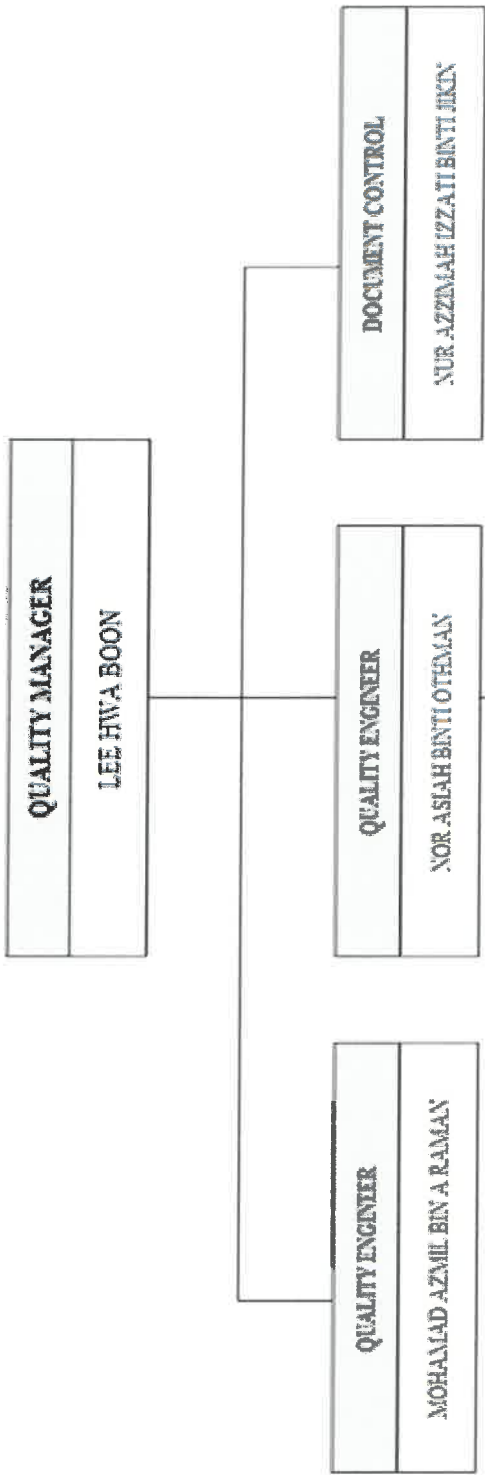 QUALITY MANAGER
LEE HWA BOON
QUALITY ENGINEER
MOHAMAD AZMIL BIN A RAMAN
QUALITY ENGINEER
NOR ASIAH BINTI OTHMAN
DOCUMENT CONTROL
NUR AZZIMAH IZZATI BINTI JIKIN